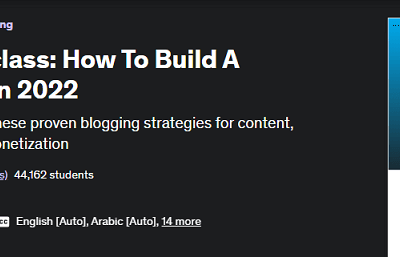 ng
class: How To Build A
n 2022
hese proven blogging strategies for content,
onetization
s) 44,162 students
CC English [Auto], Arabic [Auto], 14 more